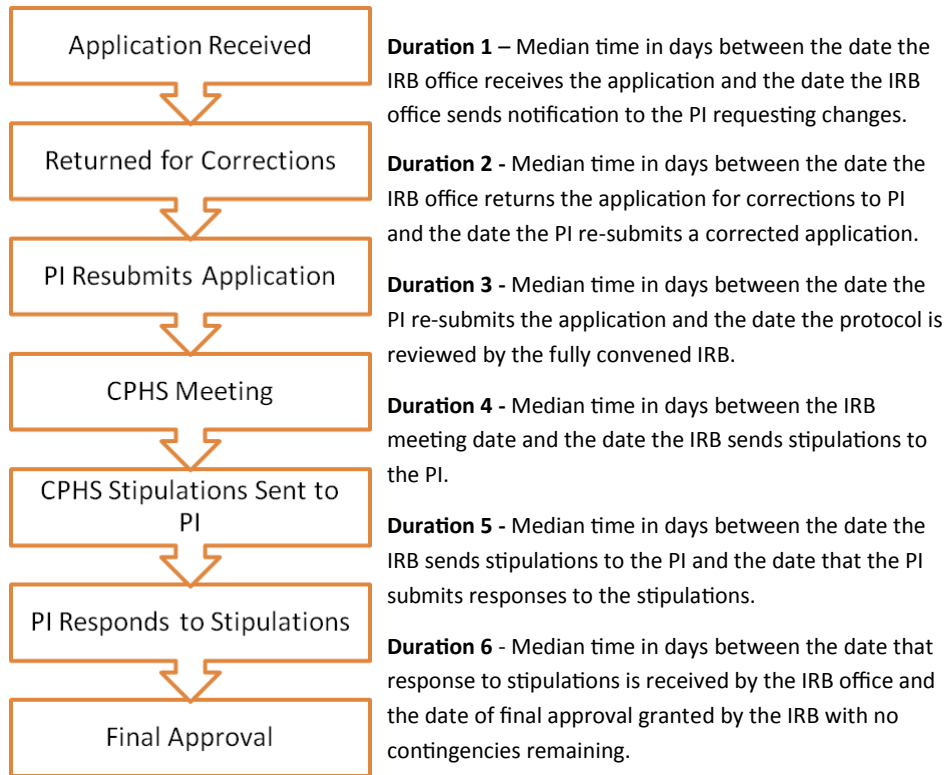 Application Received
Returned for Corrections
PI Resubmits Application
CPHS Meeting
CPHS Stipulations Sent to
PI
PI Responds to Stipulations
Final Approval
Duration 1 – Median time in days between the date the
IRB office receives the application and the date the IRB
office sends notification to the PI requesting changes.
Duration 2 - Median time in days between the date the
IRB office returns the application for corrections to PI
and the date the PI re-submits a corrected application.
Duration 3 - Median time in days between the date the
PI re-submits the application and the date the protocol is
reviewed by the fully convened IRB.
Duration 4 - Median time in days between the IRB
meeting date and the date the IRB sends stipulations to
the PI.
Duration 5 - Median time in days between the date the
IRB sends stipulations to the PI and the date that the PI
submits responses to the stipulations.
Duration 6 - Median time in days between the date that
response to stipulations is received by the IRB office and
the date of final approval granted by the IRB with no
contingencies remaining.